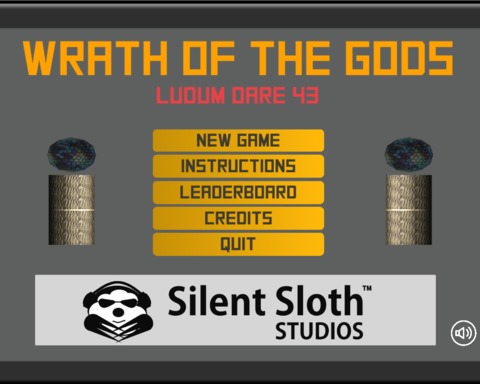 WRATH OF THE GODS
LUDUM DARE 43
NEW GAME
INSTRUCTIONS
LEADERBOARD
CREDITS
QUIT
Silent Sloth™
STUDIOS